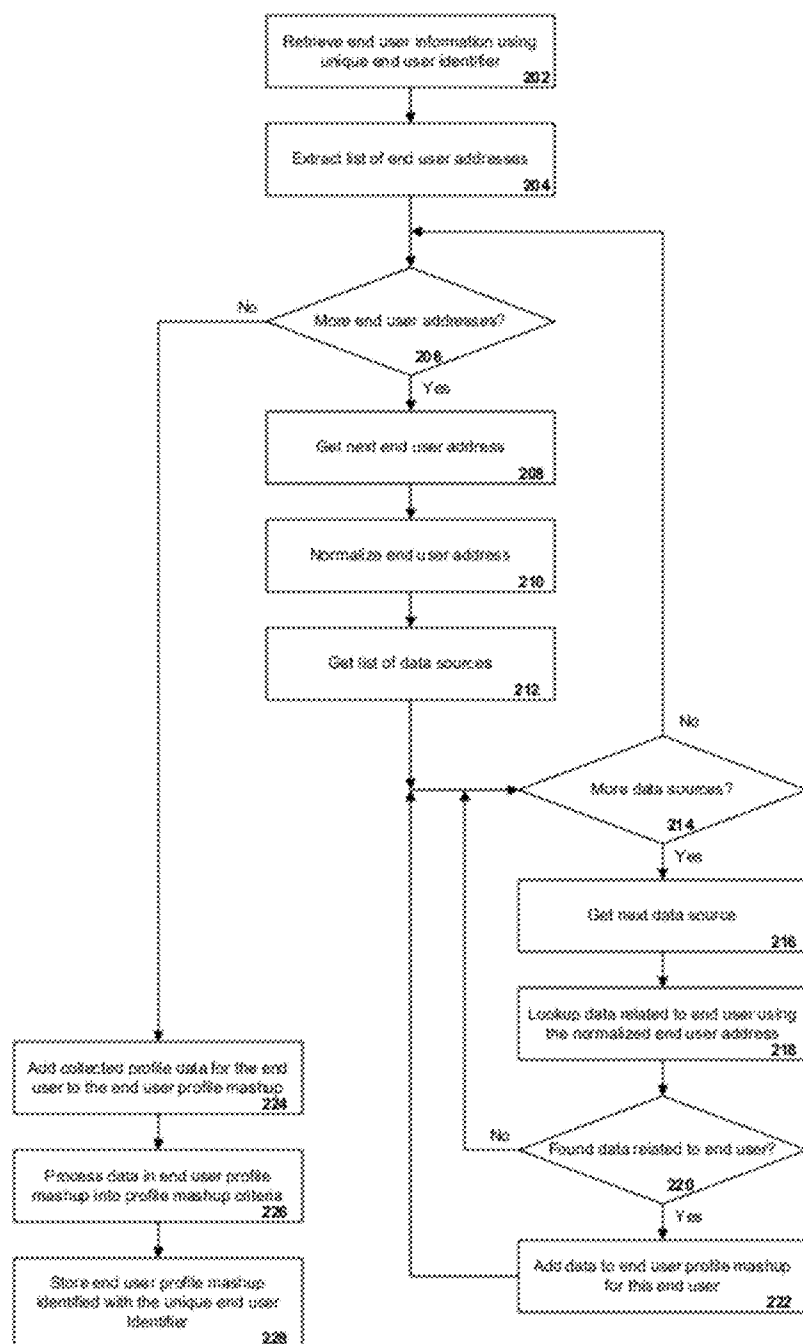 Retrieve end user information using
unique end user identifier
202
Extract list of end user addresses
204
No
More end user addresses?
206
Yes
Get next end user address
208
Normalize end user address
210
Get list of data sources
212
No
More data sources?
214
Yes
Get next data source
216
Lookup data related to end user using
the normalized end user address
218
No
Found data related to end user?
220
Yes
Add data to end user profile mashup
for this end user
222
Add collected profile data for the end
user to the end user profile mashup
224
Process data in end user profile
mashup into profile mashup criteria
226
Store end user profile mashup
identified with the unique end user
Identifier
228